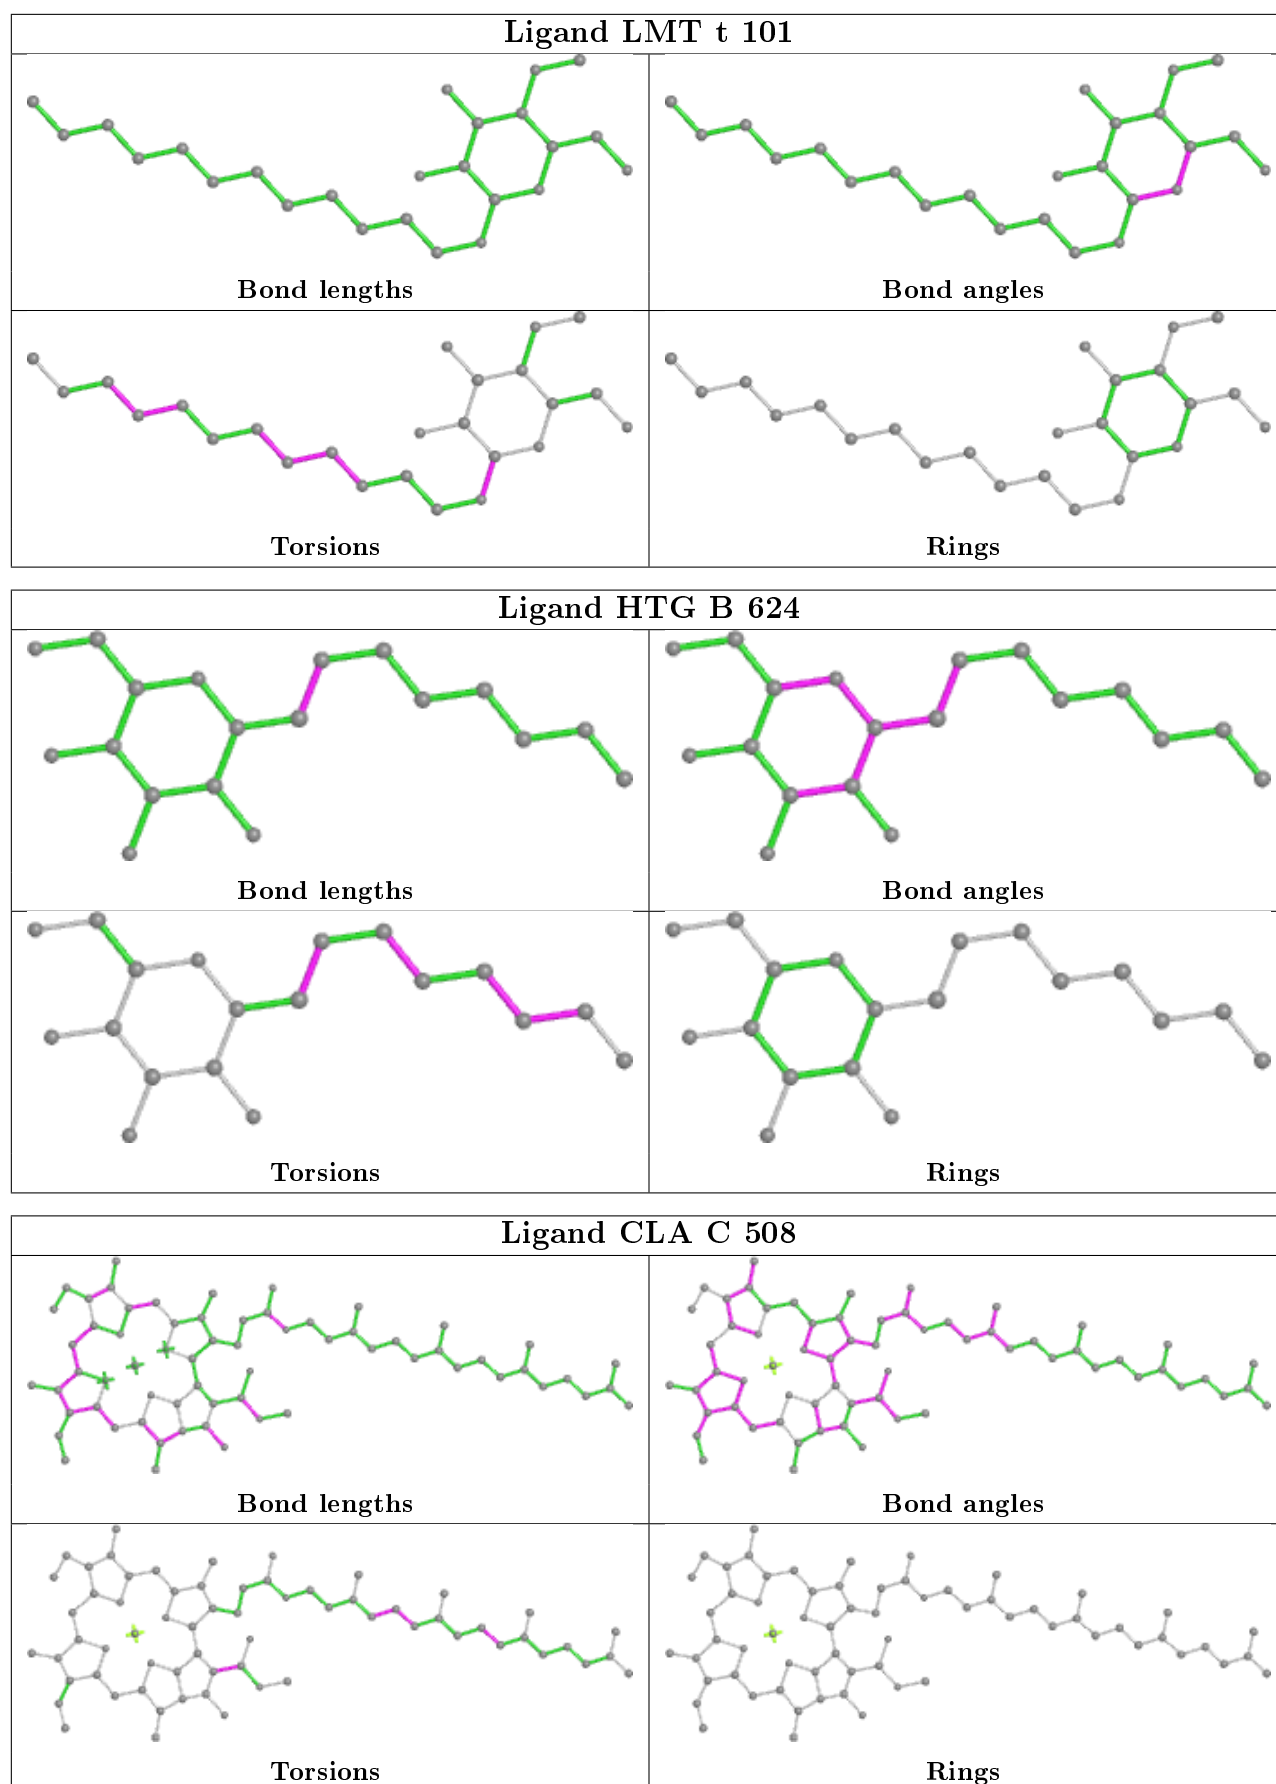 Ligand LMT t 101
Bond lengths
Bond angles
Torsions
Rings
Ligand HTG B 624
Bond lengths
Bond angles
Torsions
Rings
Ligand CLA C 508
Bond lengths
Bond angles
Torsions
Rings